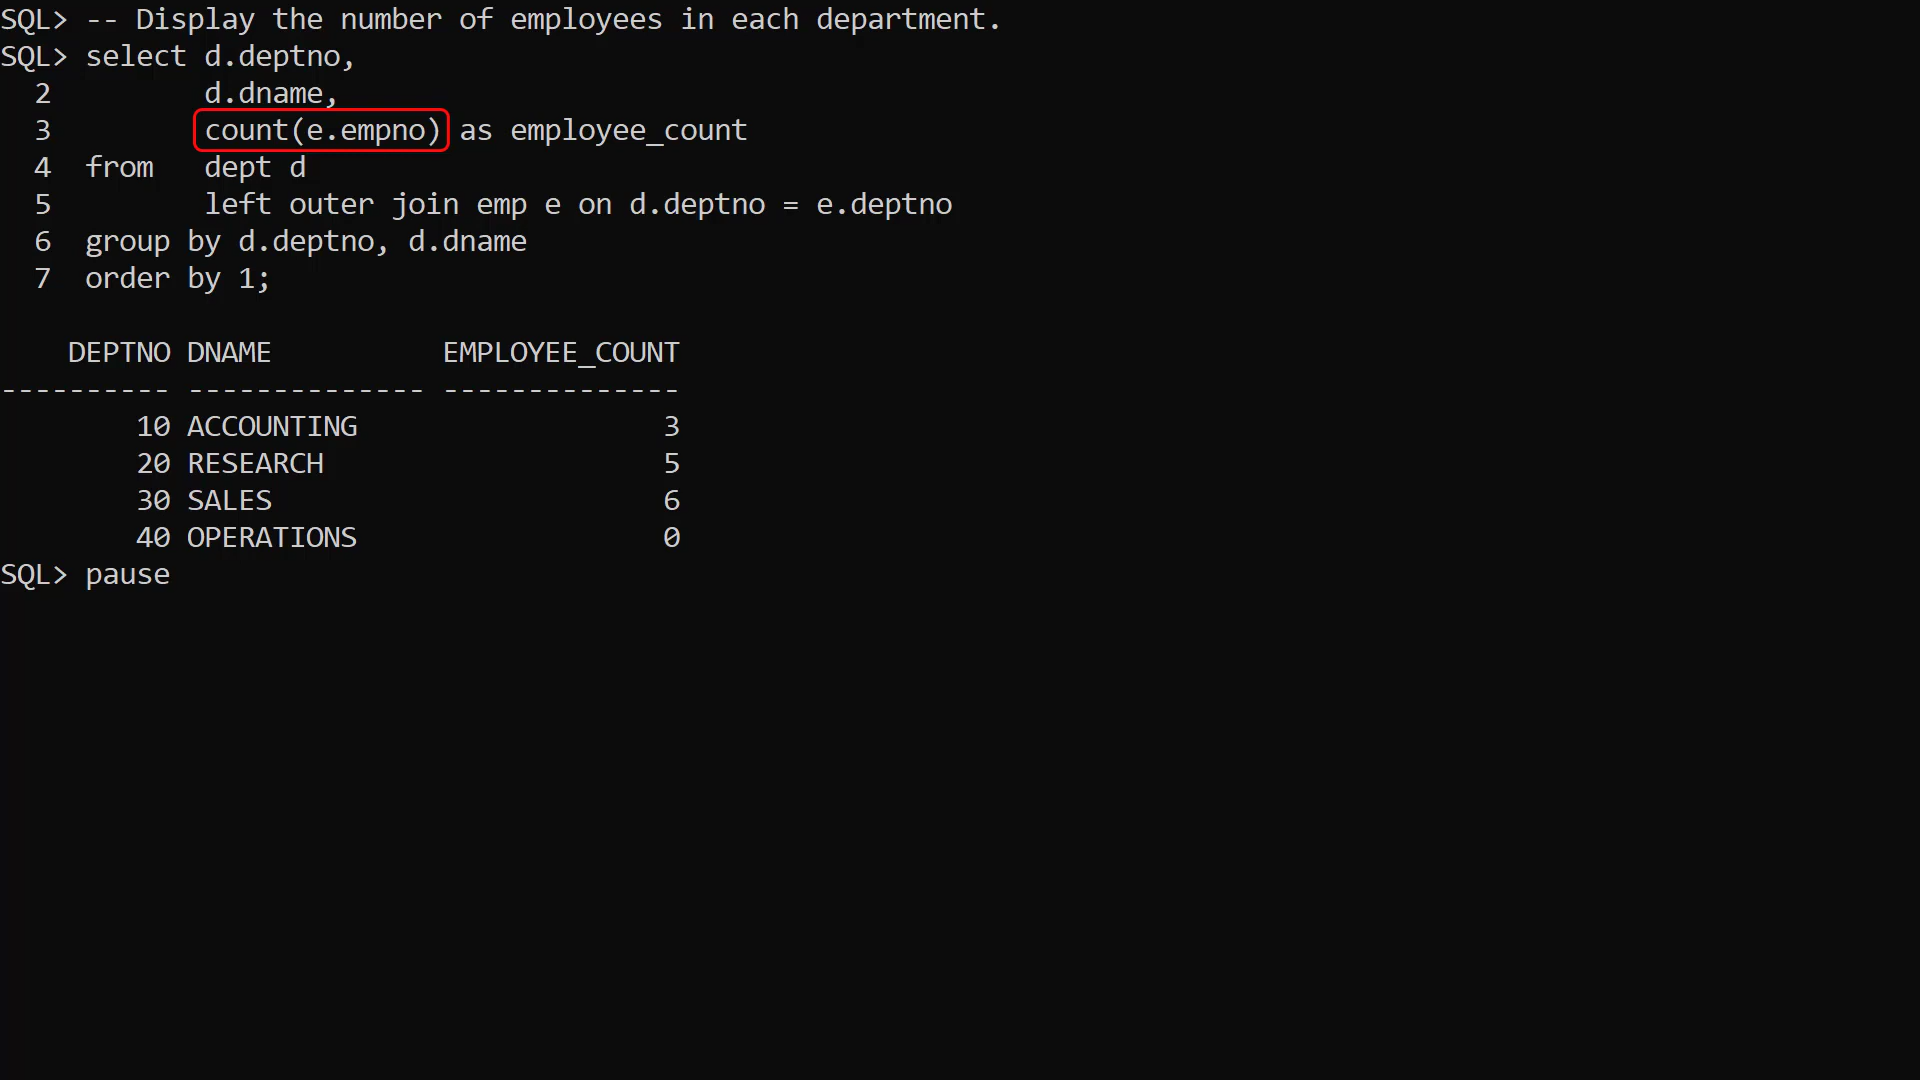 SQL> -- Display the number of employees in each department.
SQL> select d.deptno,
  2         d.dname,
  3         count(e.empno) as employee_count
  4  from   dept d
  5         left outer join emp e on d.deptno = e.deptno
  6  group by d.deptno, d.dname
  7  order by 1;

    DEPTNO DNAME          EMPLOYEE_COUNT
---------- -------------- --------------
        10 ACCOUNTING                  3
        20 RESEARCH                    5
        30 SALES                       6
        40 OPERATIONS                  0
SQL> pause